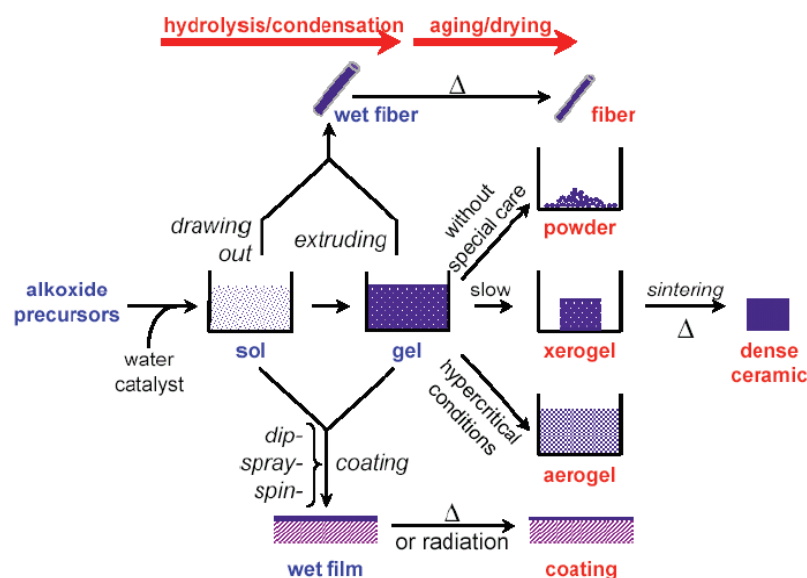 hydrolysis/condensation aging/drying
Δ
wet fiber
fiber
drawing
out
extruding
without
special care
powder
alkoxide
precursors
water
catalyst
sol
gel
slow
xerogel
sintering
Δ
dense
ceramic
hypercritical
conditions
aerogel
dip-
spray-
spin-
coating
wet film
Δ
or radiation
coating